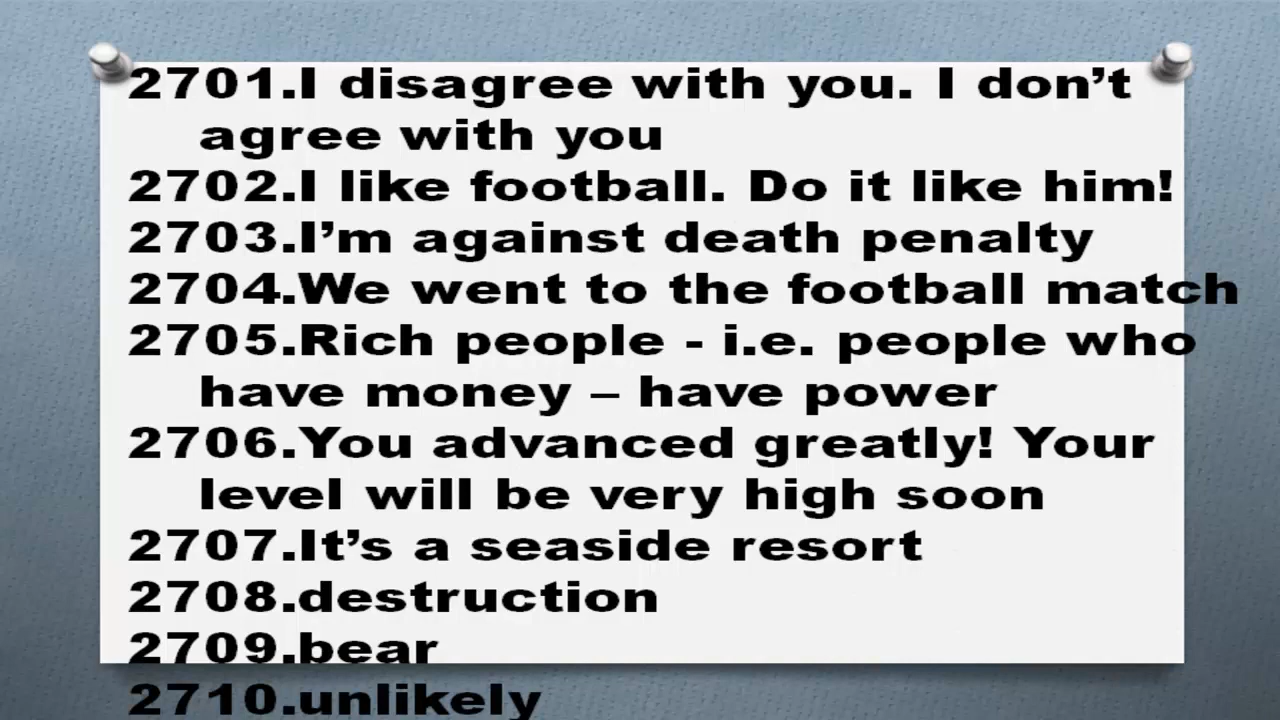 2701.I disagree with you. I don’t
agree with you
2702.I like football. Do it like him!
2703.I’m against death penalty
2704.We went to the football match
2705.Rich people - i.e. people who
have money – have power
2706.You advanced greatly! Your
level will be very high soon
2707.It’s a seaside resort
2708.destruction
2709.bear
2710.unlikely